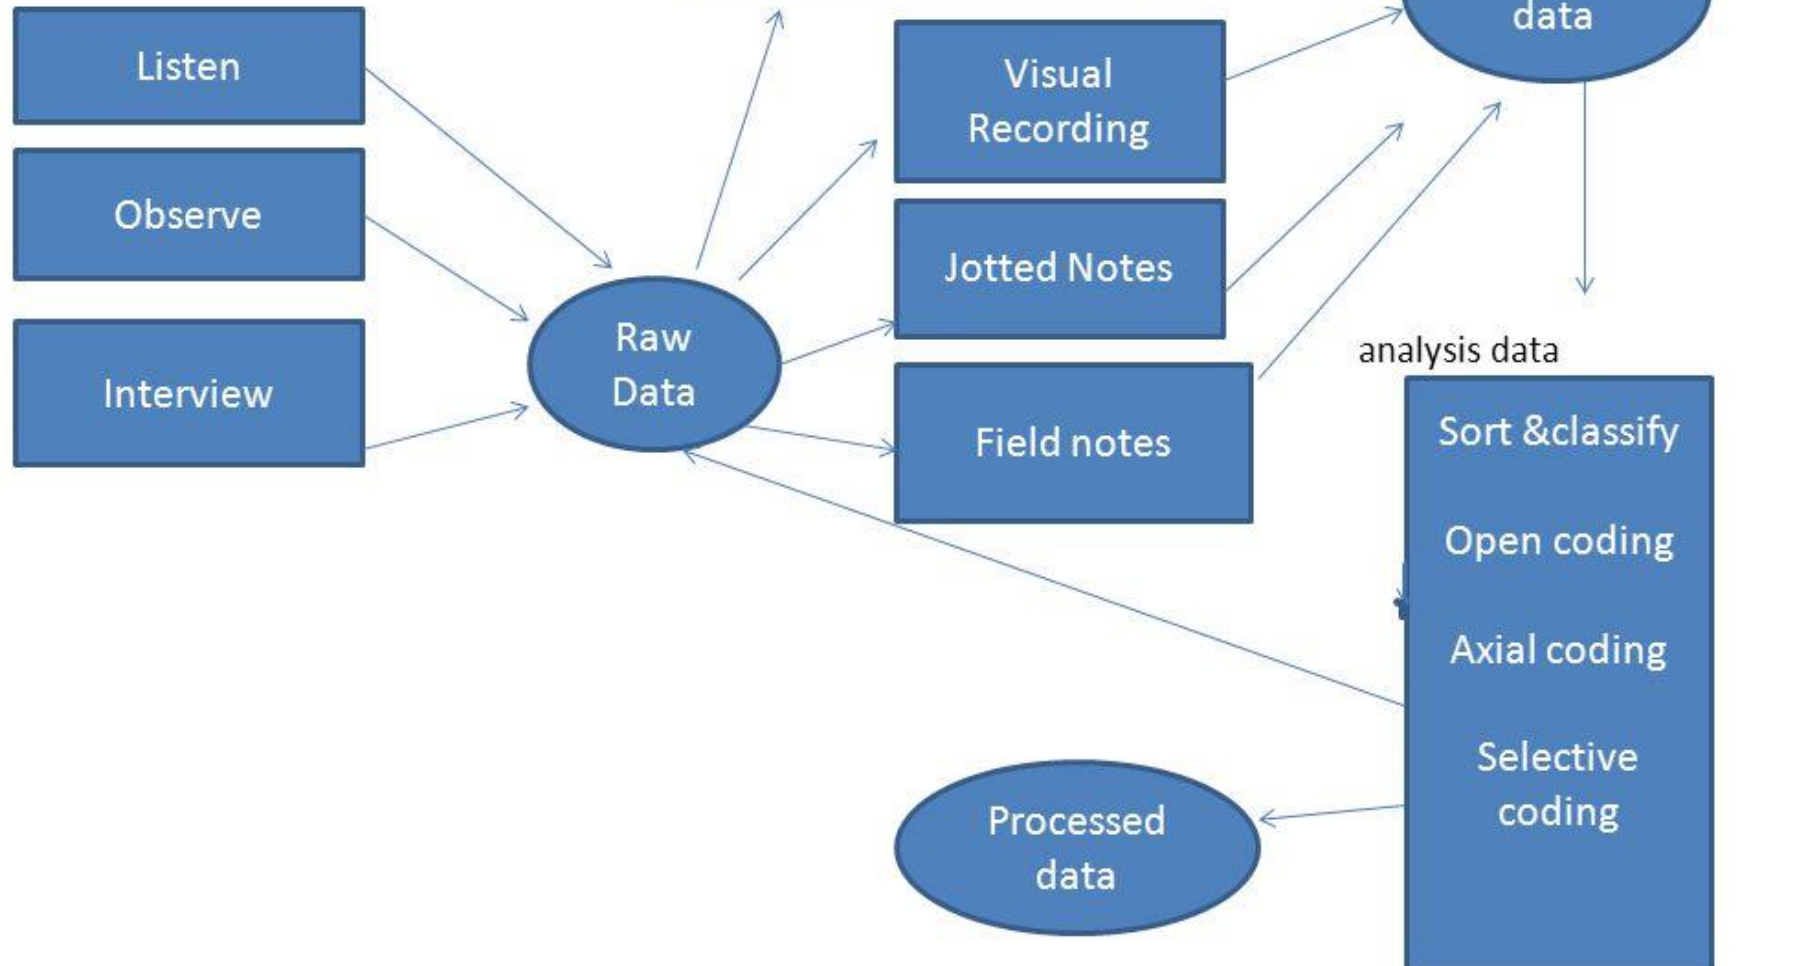 Listen
Observe
Interview
Raw
Data
Visual
Recording
Jotted Notes
Field notes
data
analysis data
Sort &classify
Open coding
Axial coding
Selective
coding
Processed
data